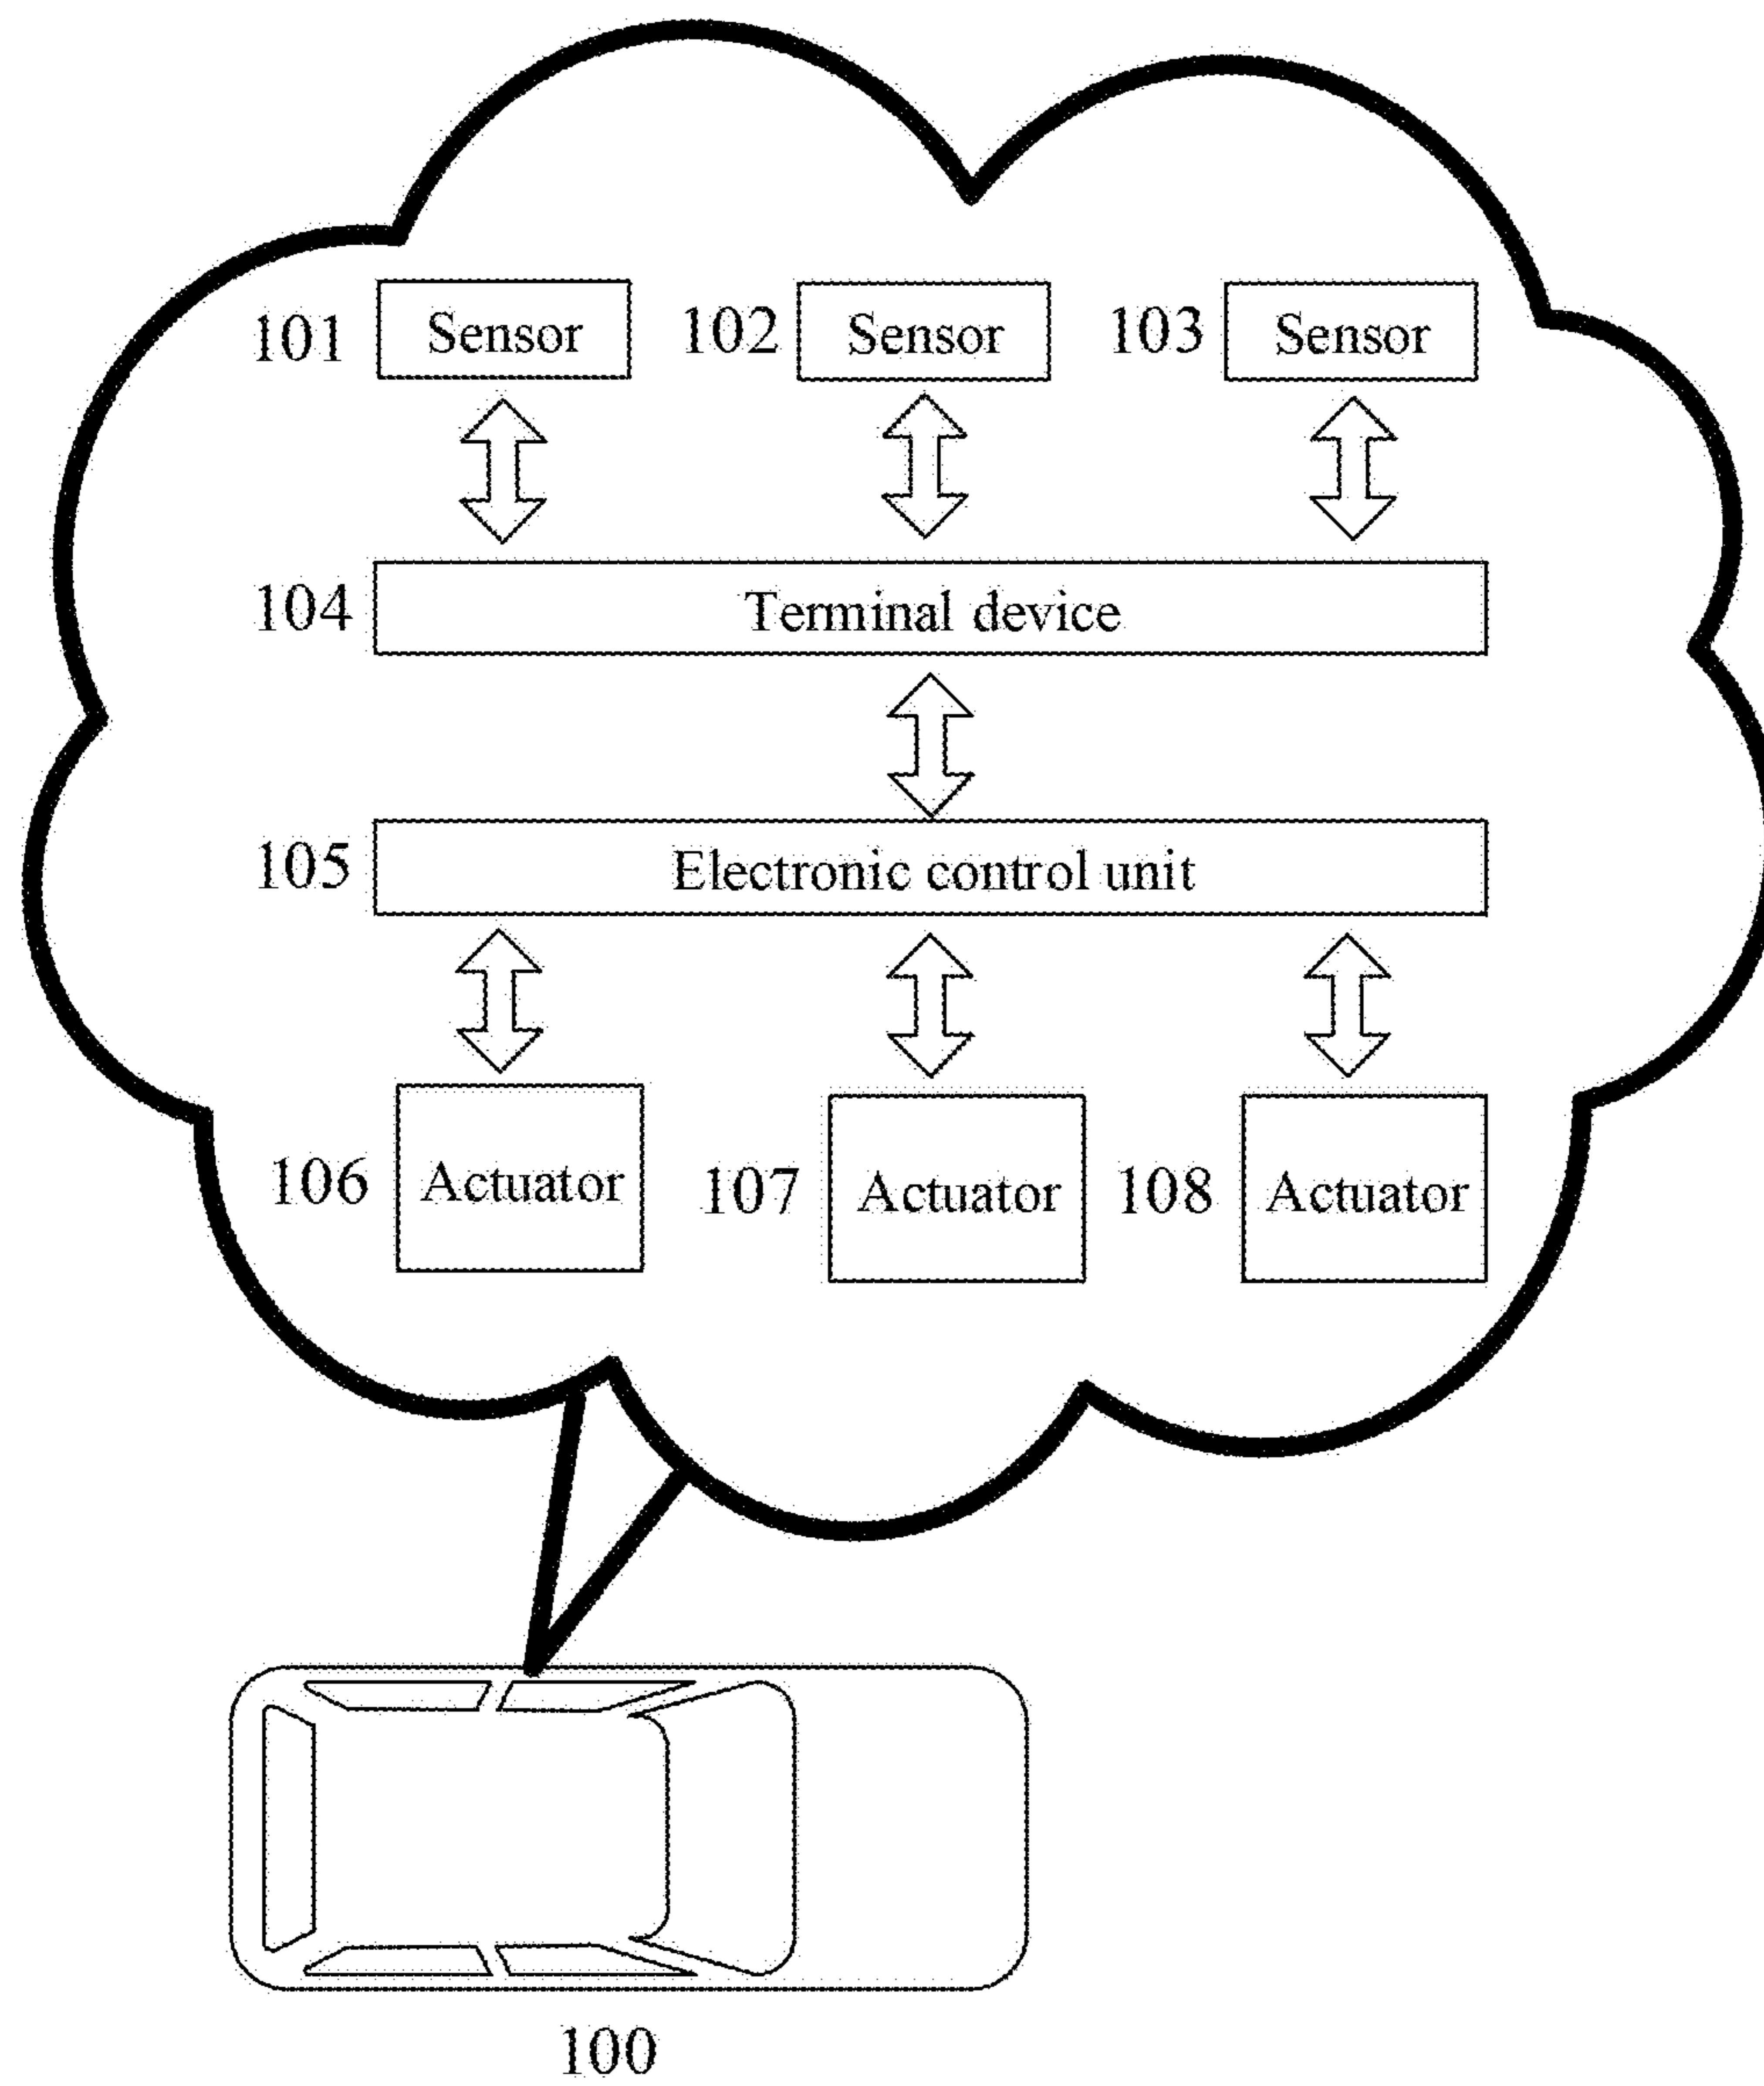 101 Sensor 102 Sensor 103 Sensor
104 Terminal device
105 Electronic control unit
106 Actuator 107 Actuator 108 Actuator
100